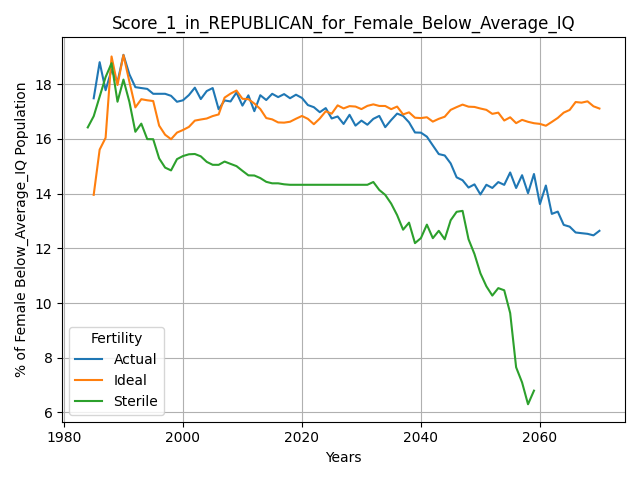 Score_1_in_REPUBLICAN_for_Female_Below_Average_IQ
% of Female Below_Average_IQ Population
18
16
14
12
10
8
6
Fertility
Actual
Ideal
Sterile
1980 2000 2020 2040 2060
Years